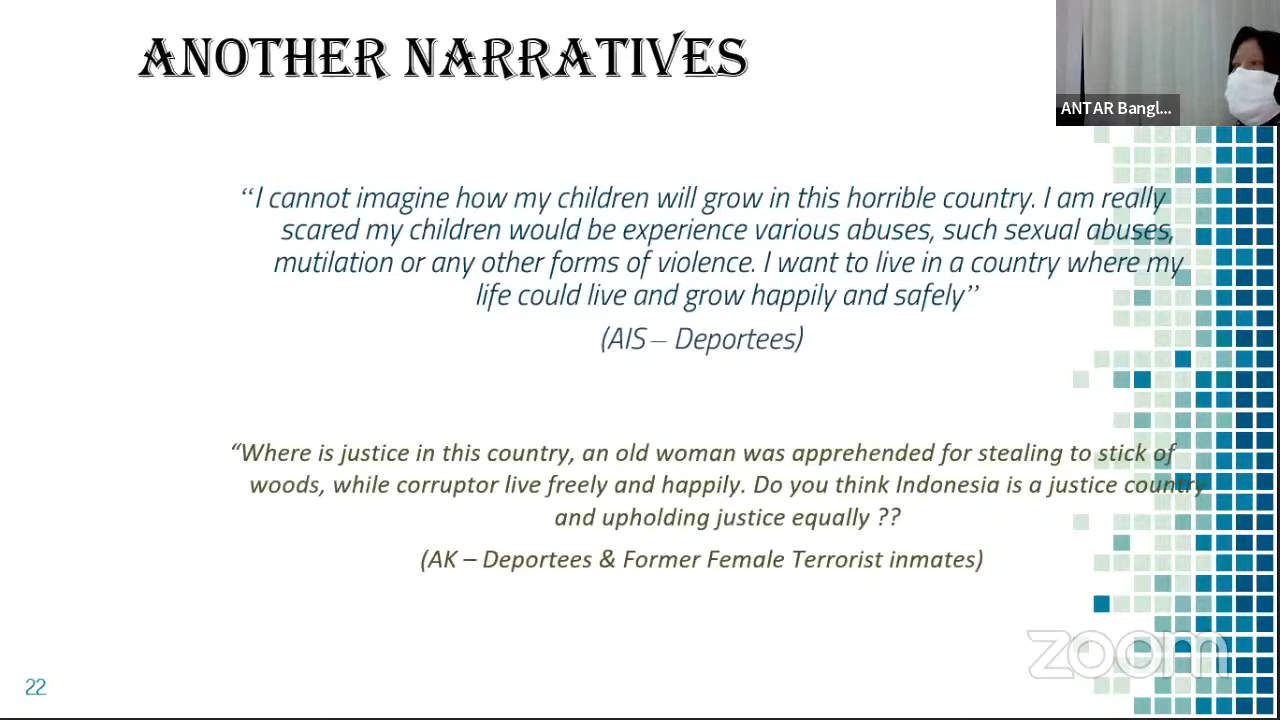 ANOTHER NARRATIVES
ANTAR Bangl...
“I cannot imagine how my children will grow in this horrible country. I am really
scared my children would be experience various abuses, such sexual abuses,
mutilation or any other forms of violence. I want to live in a country where my
life could live and grow happily and safely”
(AIS – Deportees)
“Where is justice in this country, an old woman was apprehended for stealing to stick of
woods, while corruptor live freely and happily. Do you think Indonesia is a justice country
and upholding justice equally ??
(AK – Deportees & Former Female Terrorist inmates)
zoom
22